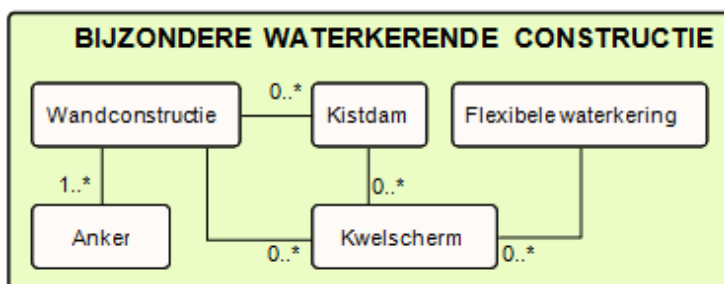 BIJZONDERE WATERKERENDE CONSTRUCTIE
0..*
Wandconstructie
Kistdam
Flexibele waterkering
1..*
0..*
Anker
Kwelscherm
0..*
0..*